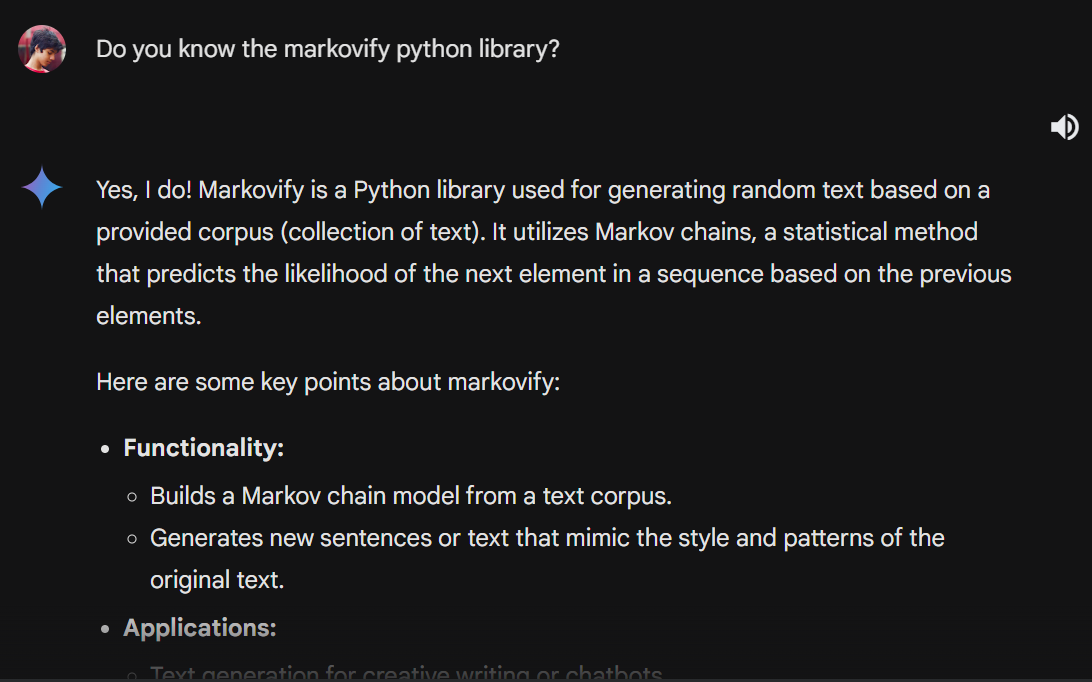 Do you know the markovify python library?
Yes, I do! Markovify is a Python library used for generating random text based on a
provided corpus (collection of text). It utilizes Markov chains, a statistical method
that predicts the likelihood of the next element in a sequence based on the previous
elements.
Here are some key points about markovify:
• Functionality:
◦ Builds a Markov chain model from a text corpus.
◦ Generates new sentences or text that mimic the style and patterns of the
original text.
• Applications:
◦ Text generation for creative writing or chatbots.